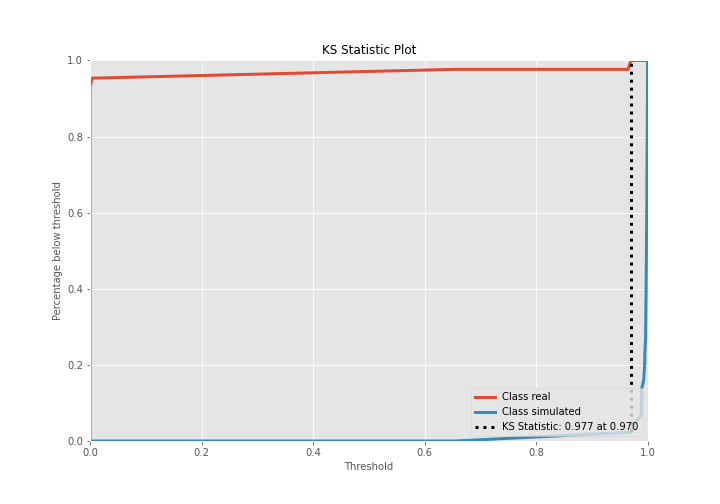 KS Statistic Plot
1.0
0.8
0.6
0.4
0.2
0.0
Percentage below threshold
0.0 0.2 0.4 0.6 0.8 1.0
Threshold
Class real
Class simulated
KS Statistic: 0.977 at 0.970